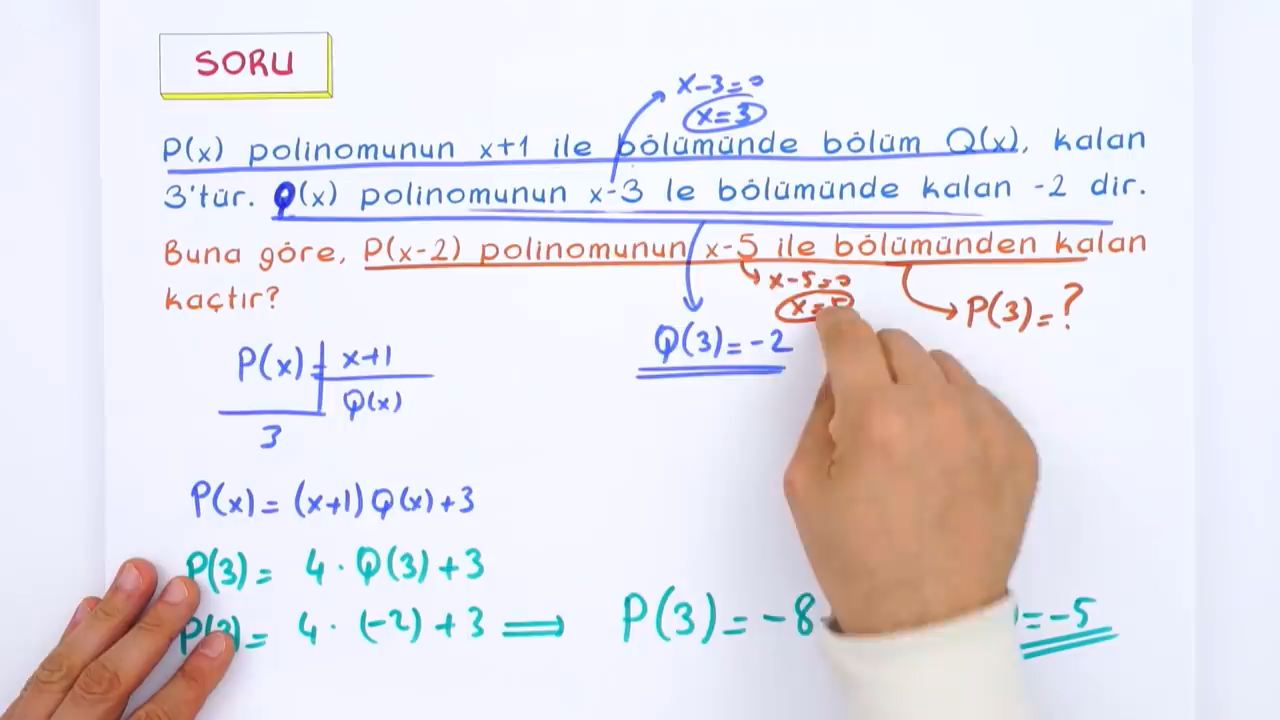 SORU
x-3=0
x=3
P(x) polinomunun x+1 ile bölümünde bölüm Q(x), kalan
3'tür. Q(x) polinomunun x-3 le bölümünde kalan -2 dir.
Buna göre, P(x-2) polinomunun x-5 ile bölümünden kalan
kaçtır?
x-5=0
x=5
P(3)=?
Q(3)=-2
P(x) x+1
Q(x)
3
P(x)=(x+1)Q(x)+3
P(3)= 4·Q(3)+3
P(3)= 4·(-2)+3 ⟹ P(3)=-8
=-5